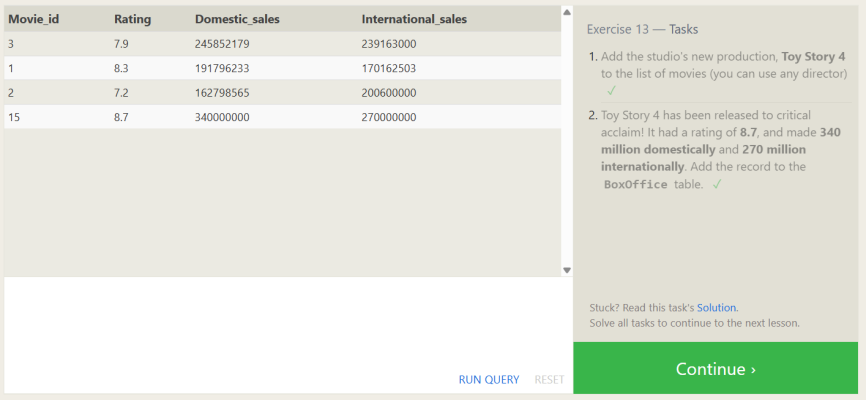 Movie_id Rating Domestic_sales International_sales
3 7.9 245852179 239163000
1 8.3 191796233 170162503
2 7.2 162798565 200600000
15 8.7 340000000 270000000
RUN QUERY RESET
Exercise 13 — Tasks
1. Add the studio's new production, Toy Story 4
to the list of movies (you can use any director)
✓
2. Toy Story 4 has been released to critical
acclaim! It had a rating of 8.7, and made 340
million domestically and 270 million
internationally. Add the record to the
BoxOffice table. ✓
Stuck? Read this task's Solution.
Solve all tasks to continue to the next lesson.
Continue ›